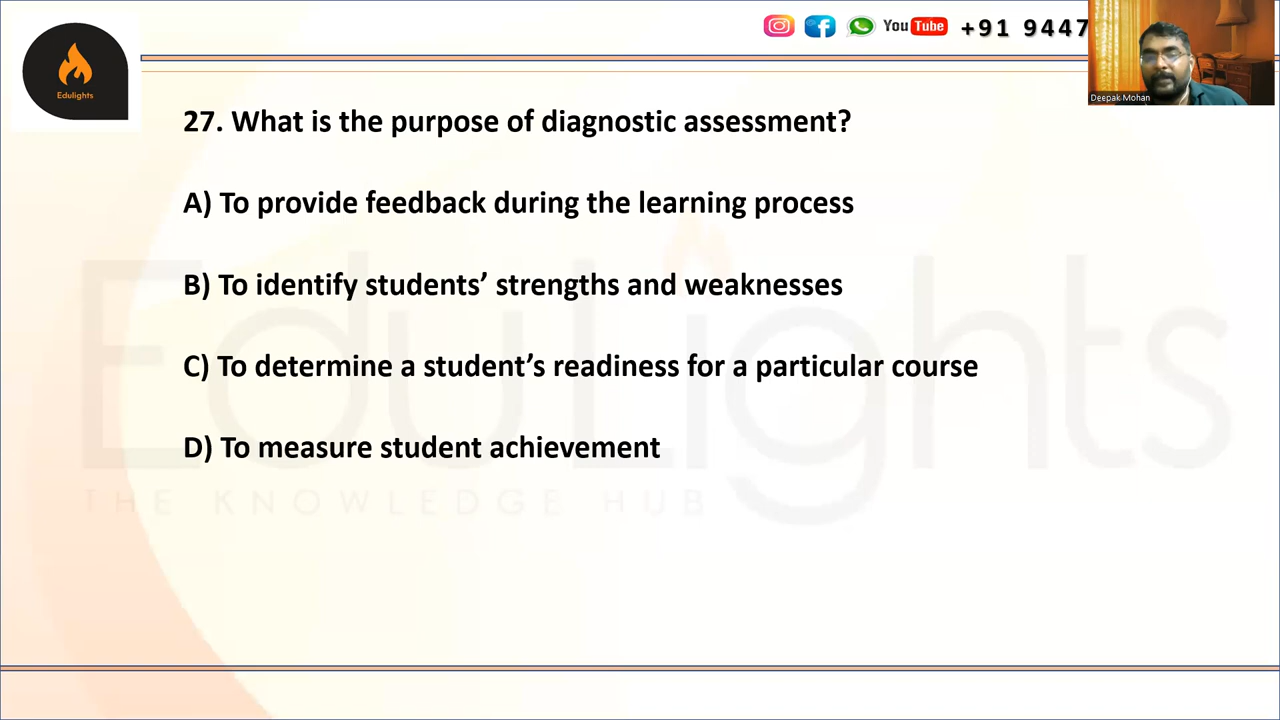 Edulights
You Tube
+91 9447
Deepak Mohan
27. What is the purpose of diagnostic assessment?
A) To provide feedback during the learning process
B) To identify students’ strengths and weaknesses
C) To determine a student’s readiness for a particular course
D) To measure student achievement
EduLights
THE KNOWLEDGE HUB